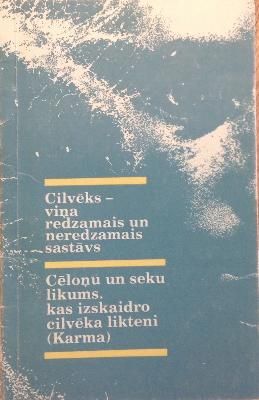 Cilvēks –
viņa
redzamais un
neredzamais
sastāvs
Cēloņu un seku
likums,
kas izskaidro
cilvēka likteni
(Karma)